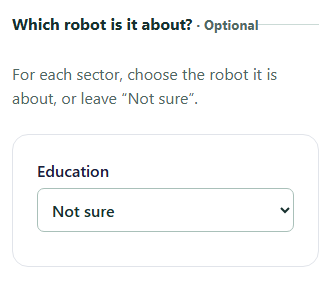 Which robot is it about? · Optional
For each sector, choose the robot it is
about, or leave “Not sure”.
Education
Not sure